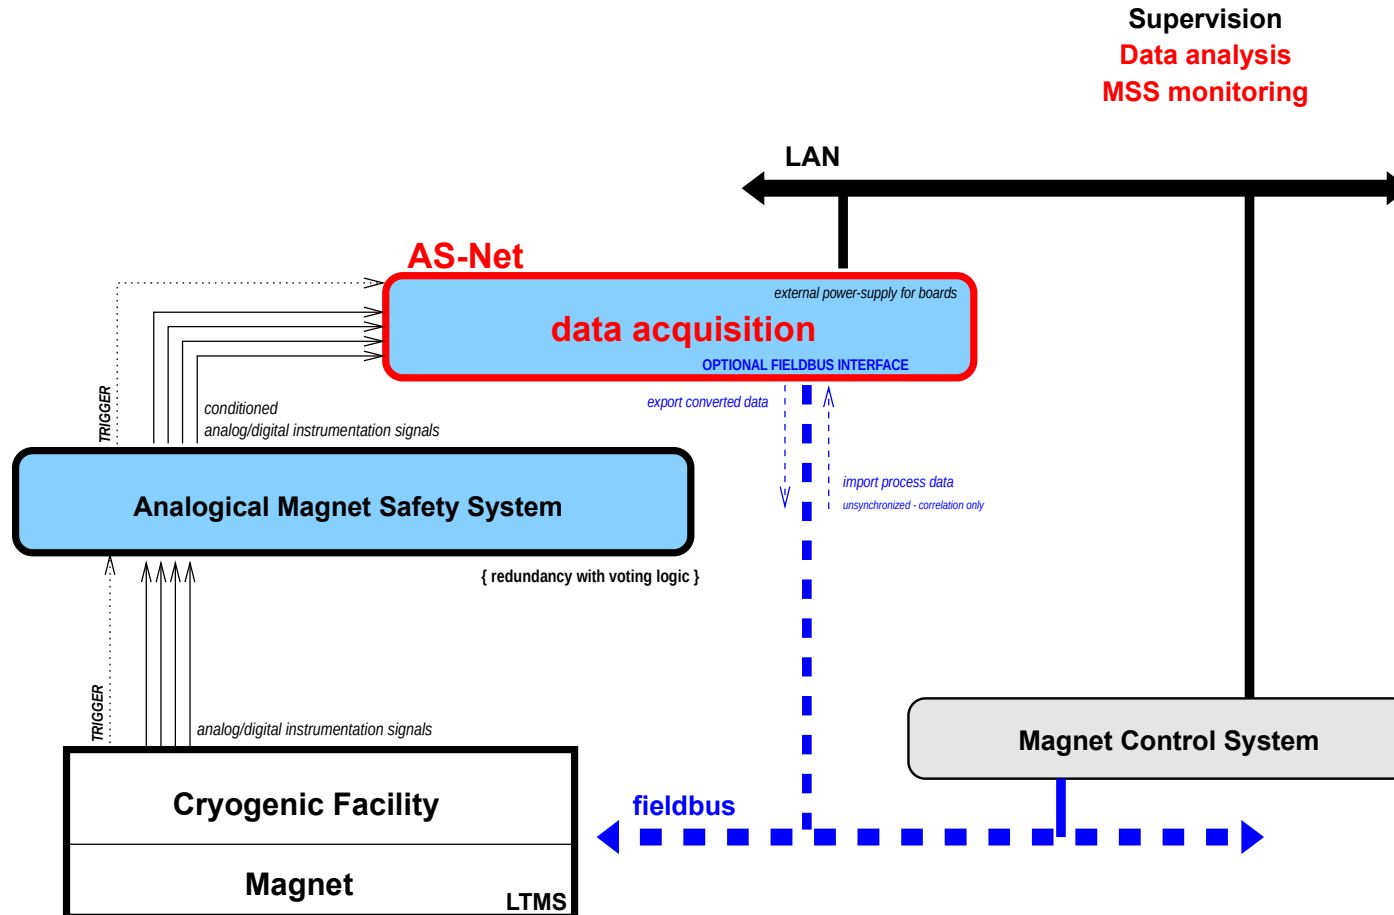 Supervision
Data analysis
MSS monitoring
LAN
AS-Net
external power-supply for boards
data acquisition
OPTIONAL FIELDBUS INTERFACE
export converted data
TRIGGER
conditioned
analog/digital instrumentation signals
import process data
unsynchronized - correlation only
Analogical Magnet Safety System
{ redundancy with voting logic }
TRIGGER
analog/digital instrumentation signals
Magnet Control System
Cryogenic Facility
fieldbus
Magnet
LTMS